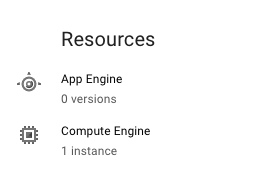 Resources
App Engine
0 versions
Compute Engine
1 instance